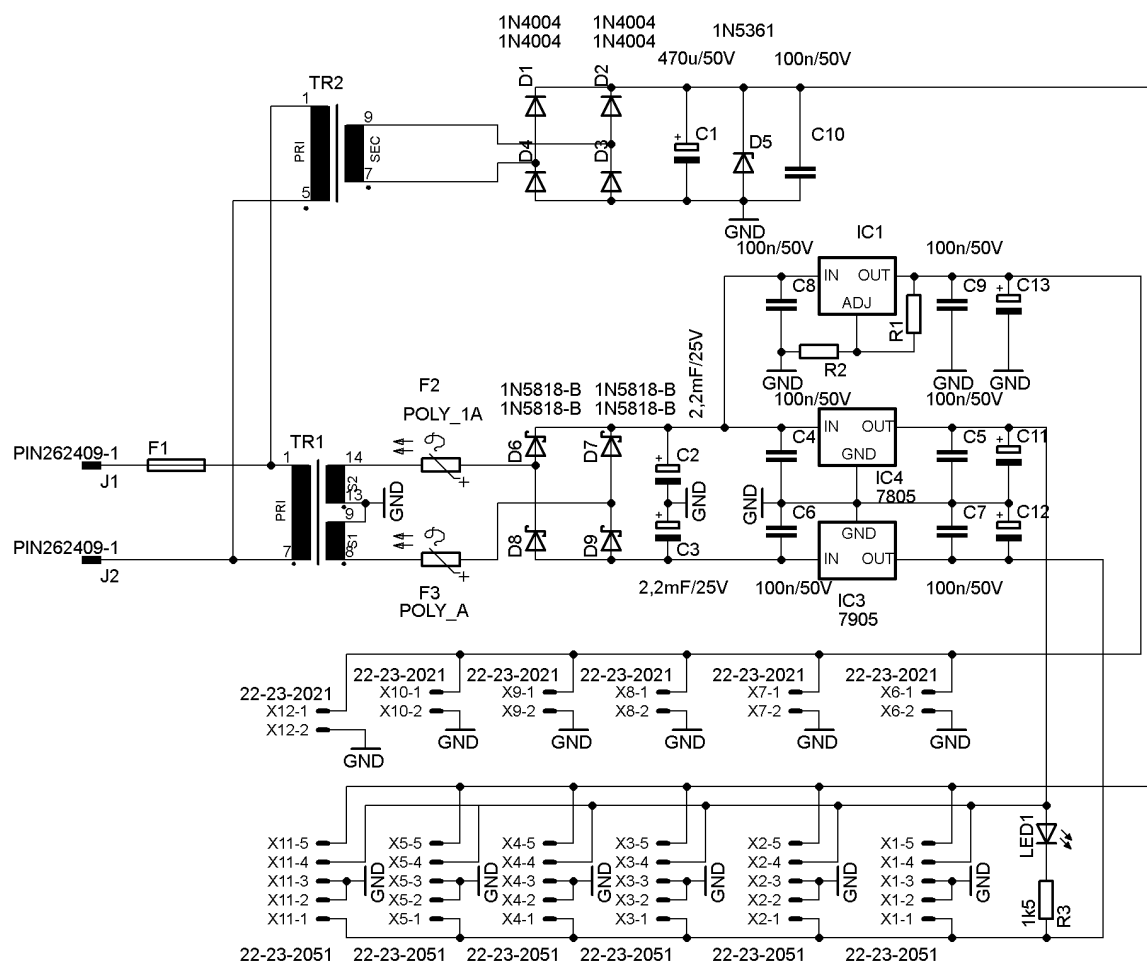 1N4004 1N4004
1N4004 1N4004
1N5361
470u/50V 100n/50V
D1 D2
TR2
1 9
PRI SEC
5 7
D4 D3
C1 D5 C10
GND
100n/50V IC1 100n/50V
IN OUT
ADJ
C8 C9 C13
R1
R2
GND GND GND
2,2mF/25V
F2
POLY_1A
1N5818-B 1N5818-B
1N5818-B 1N5818-B
100n/50V 100n/50V
D6 D7
C2
C4 IN OUT C5 C11
GND
IC4
7805
PIN262409-1 F1
J1
TR1
1 14
PRI S2
13
GND
9
S1
7 8
PIN262409-1
J2
GND
GND
D8 D9
C3
C6 GND C7 C12
IN OUT
F3
POLY_A
2,2mF/25V 100n/50V 100n/50V
IC3
7905
22-23-2021 22-23-2021 22-23-2021 22-23-2021 22-23-2021 22-23-2021
X12-1 X10-1 X9-1 X8-1 X7-1 X6-1
X12-2 X10-2 X9-2 X8-2 X7-2 X6-2
GND GND GND GND GND GND
X11-5 X5-5 X4-5 X3-5 X2-5 X1-5
X11-4 X5-4 X4-4 X3-4 X2-4 X1-4
X11-3 X5-3 X4-3 X3-3 X2-3 X1-3
X11-2 X5-2 X4-2 X3-2 X2-2 X1-2
X11-1 X5-1 X4-1 X3-1 X2-1 X1-1
GND GND GND GND GND GND
LED1
1k5
R3
22-23-2051 22-23-2051 22-23-2051 22-23-2051 22-23-2051 22-23-2051